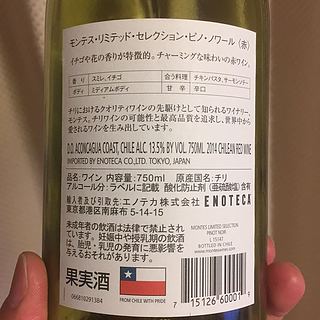 モンテス・リミテッド・セレクション・ピノ・ノワール (赤)
イチゴや花の香りが特徴的。チャーミングな味わいの赤ワイン。
香り スミレ、イチゴ 合う料理 チキンパスタ、サーモンソテー
ボディ ミディアムボディ 甘 辛 辛口
チリにおけるクオリティワインの先駆けとして知られるワイナリー、
モンテス。チリワインの可能性と最高品質を追求し、世界中から
愛されるワインを生み出しています。
D.O. ACONCAGUA COAST, CHILE ALC. 13.5% BY VOL. 750ML 2014 CHILEAN RED WINE
IMPORTED BY ENOTECA CO.,LTD. TOKYO, JAPAN
品名:ワイン 内容量:750ml 原産国名:チリ
アルコール分:ラベルに記載 酸化防止剤(亜硫酸塩)含有
輸入者及び引取先:エノテカ株式会社 ENOTECA
東京都港区南麻布5-14-15
未成年者の飲酒は法律で禁止され
ています。妊娠中や授乳期の飲酒
は、胎児・乳児の発育に悪影響を
与えるおそれがあります。
MONTES LIMITED SELECTION
PINOT NOIR
L 15141
BOTTLED IN CHILE
www.monteswines.com
果実酒
FROM CHILE WITH PRIDE
066818291384
7 15126 60001 9